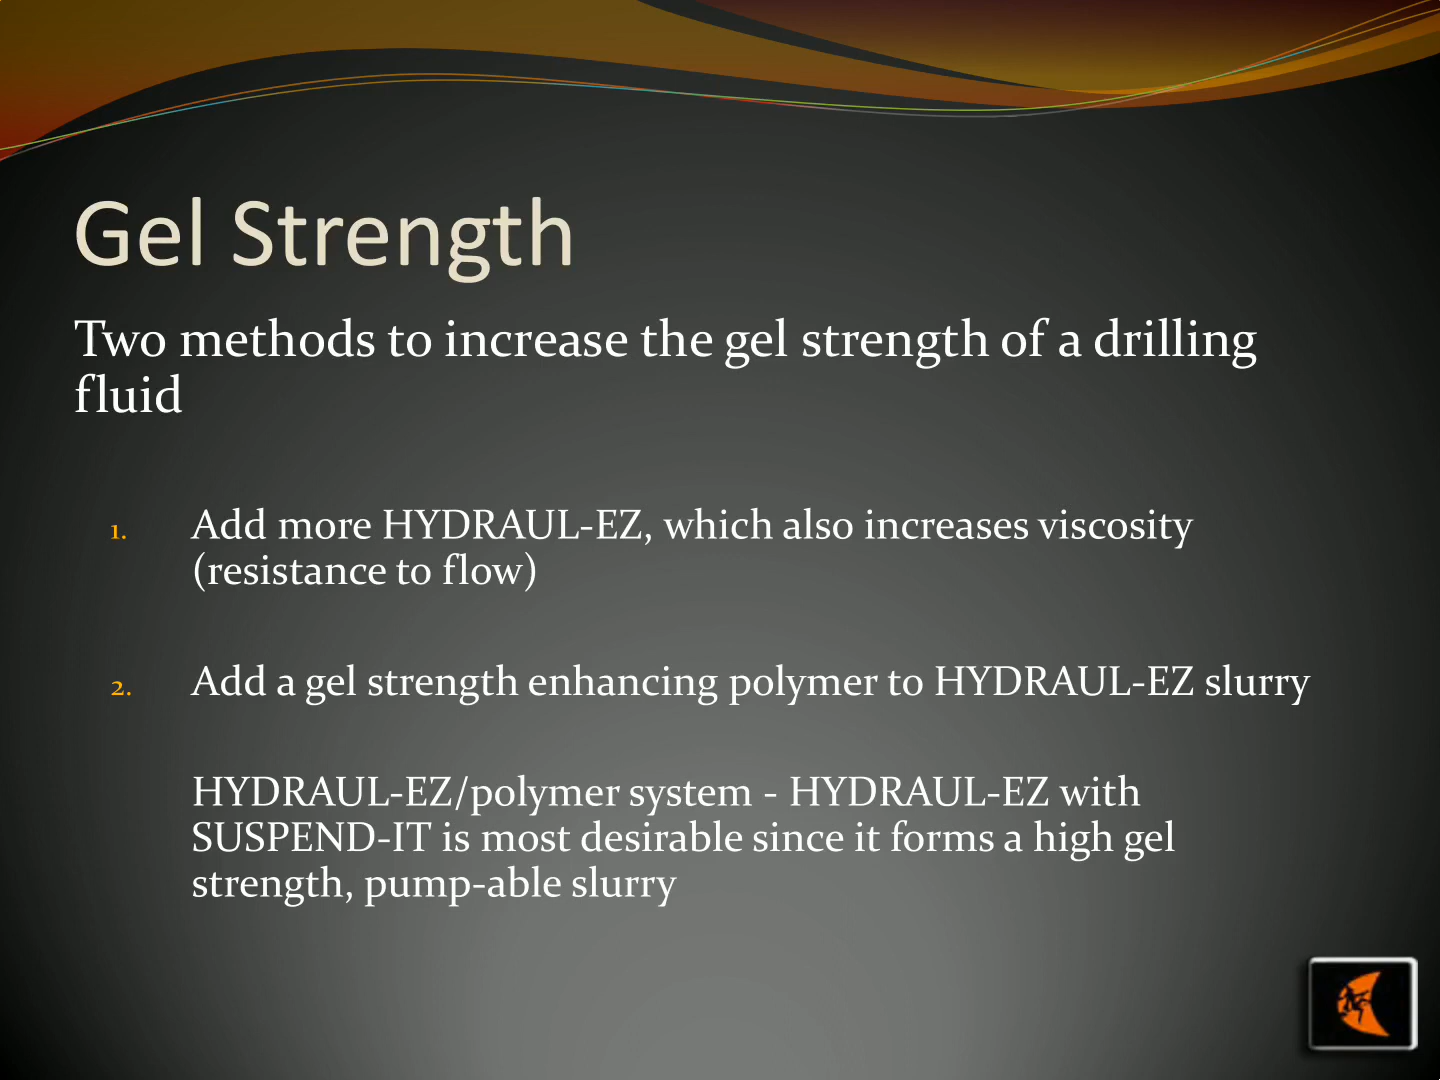 Gel Strength
Two methods to increase the gel strength of a drilling
fluid
1. Add more HYDRAUL-EZ, which also increases viscosity
(resistance to flow)
2. Add a gel strength enhancing polymer to HYDRAUL-EZ slurry
HYDRAUL-EZ/polymer system - HYDRAUL-EZ with
SUSPEND-IT is most desirable since it forms a high gel
strength, pump-able slurry